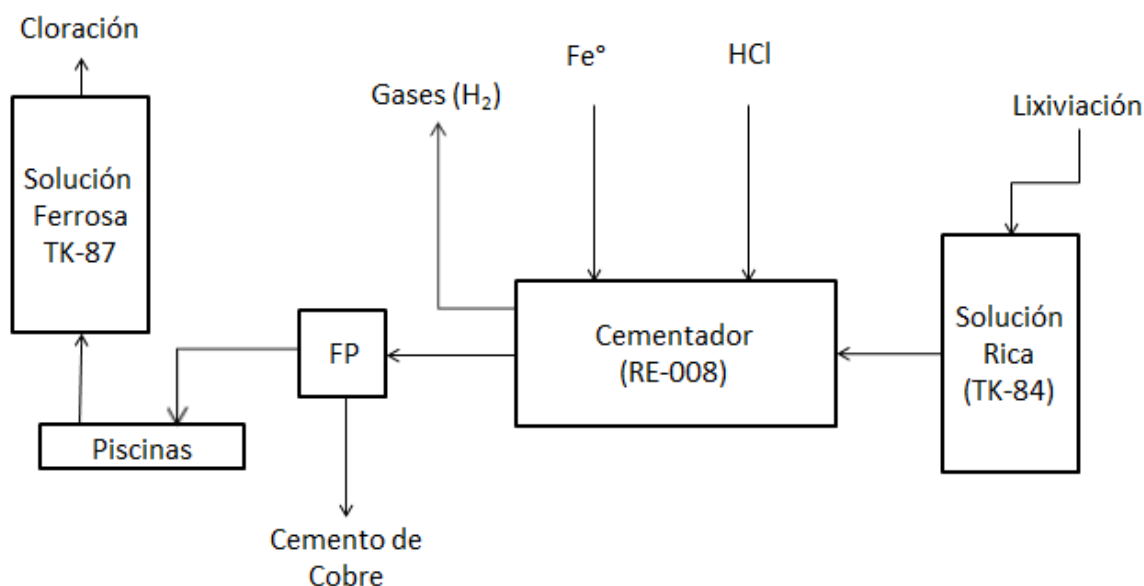 Cloración
Solución
Ferrosa
TK-87
Piscinas
Gases (H₂)
Fe°
HCl
Lixiviación
FP
Cementador
(RE-008)
Solución
Rica
(TK-84)
Cemento de
Cobre